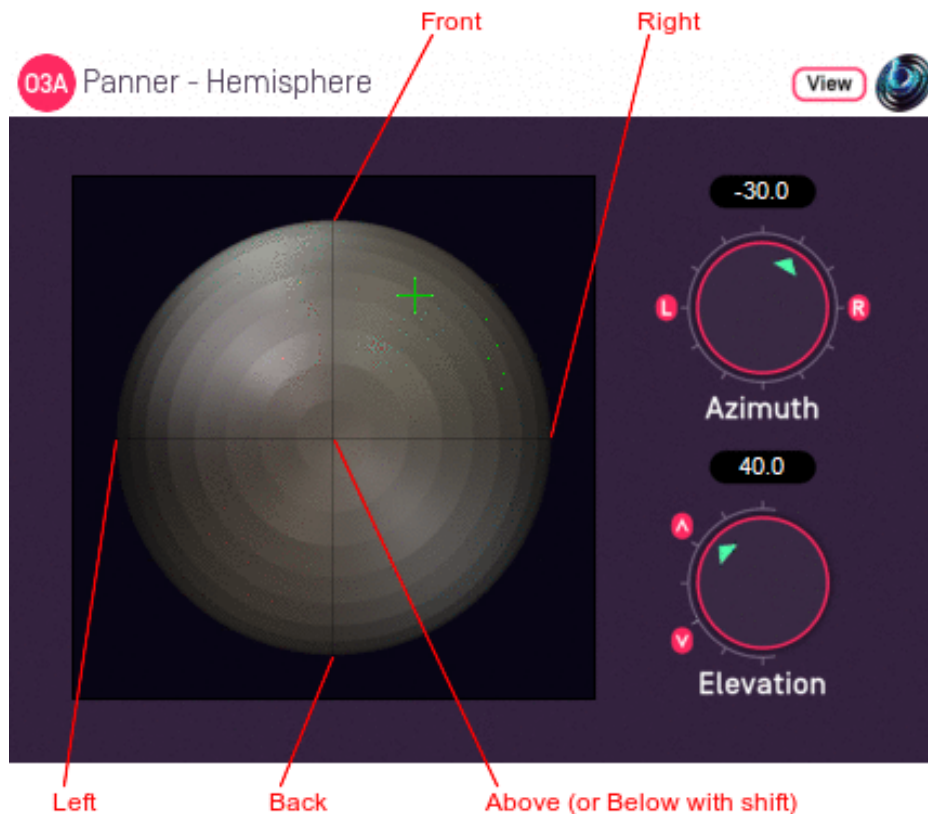 Front
Right
O3A Panner - Hemisphere
View
-30.0
L
R
Azimuth
40.0
Elevation
Left
Back
Above (or Below with shift)